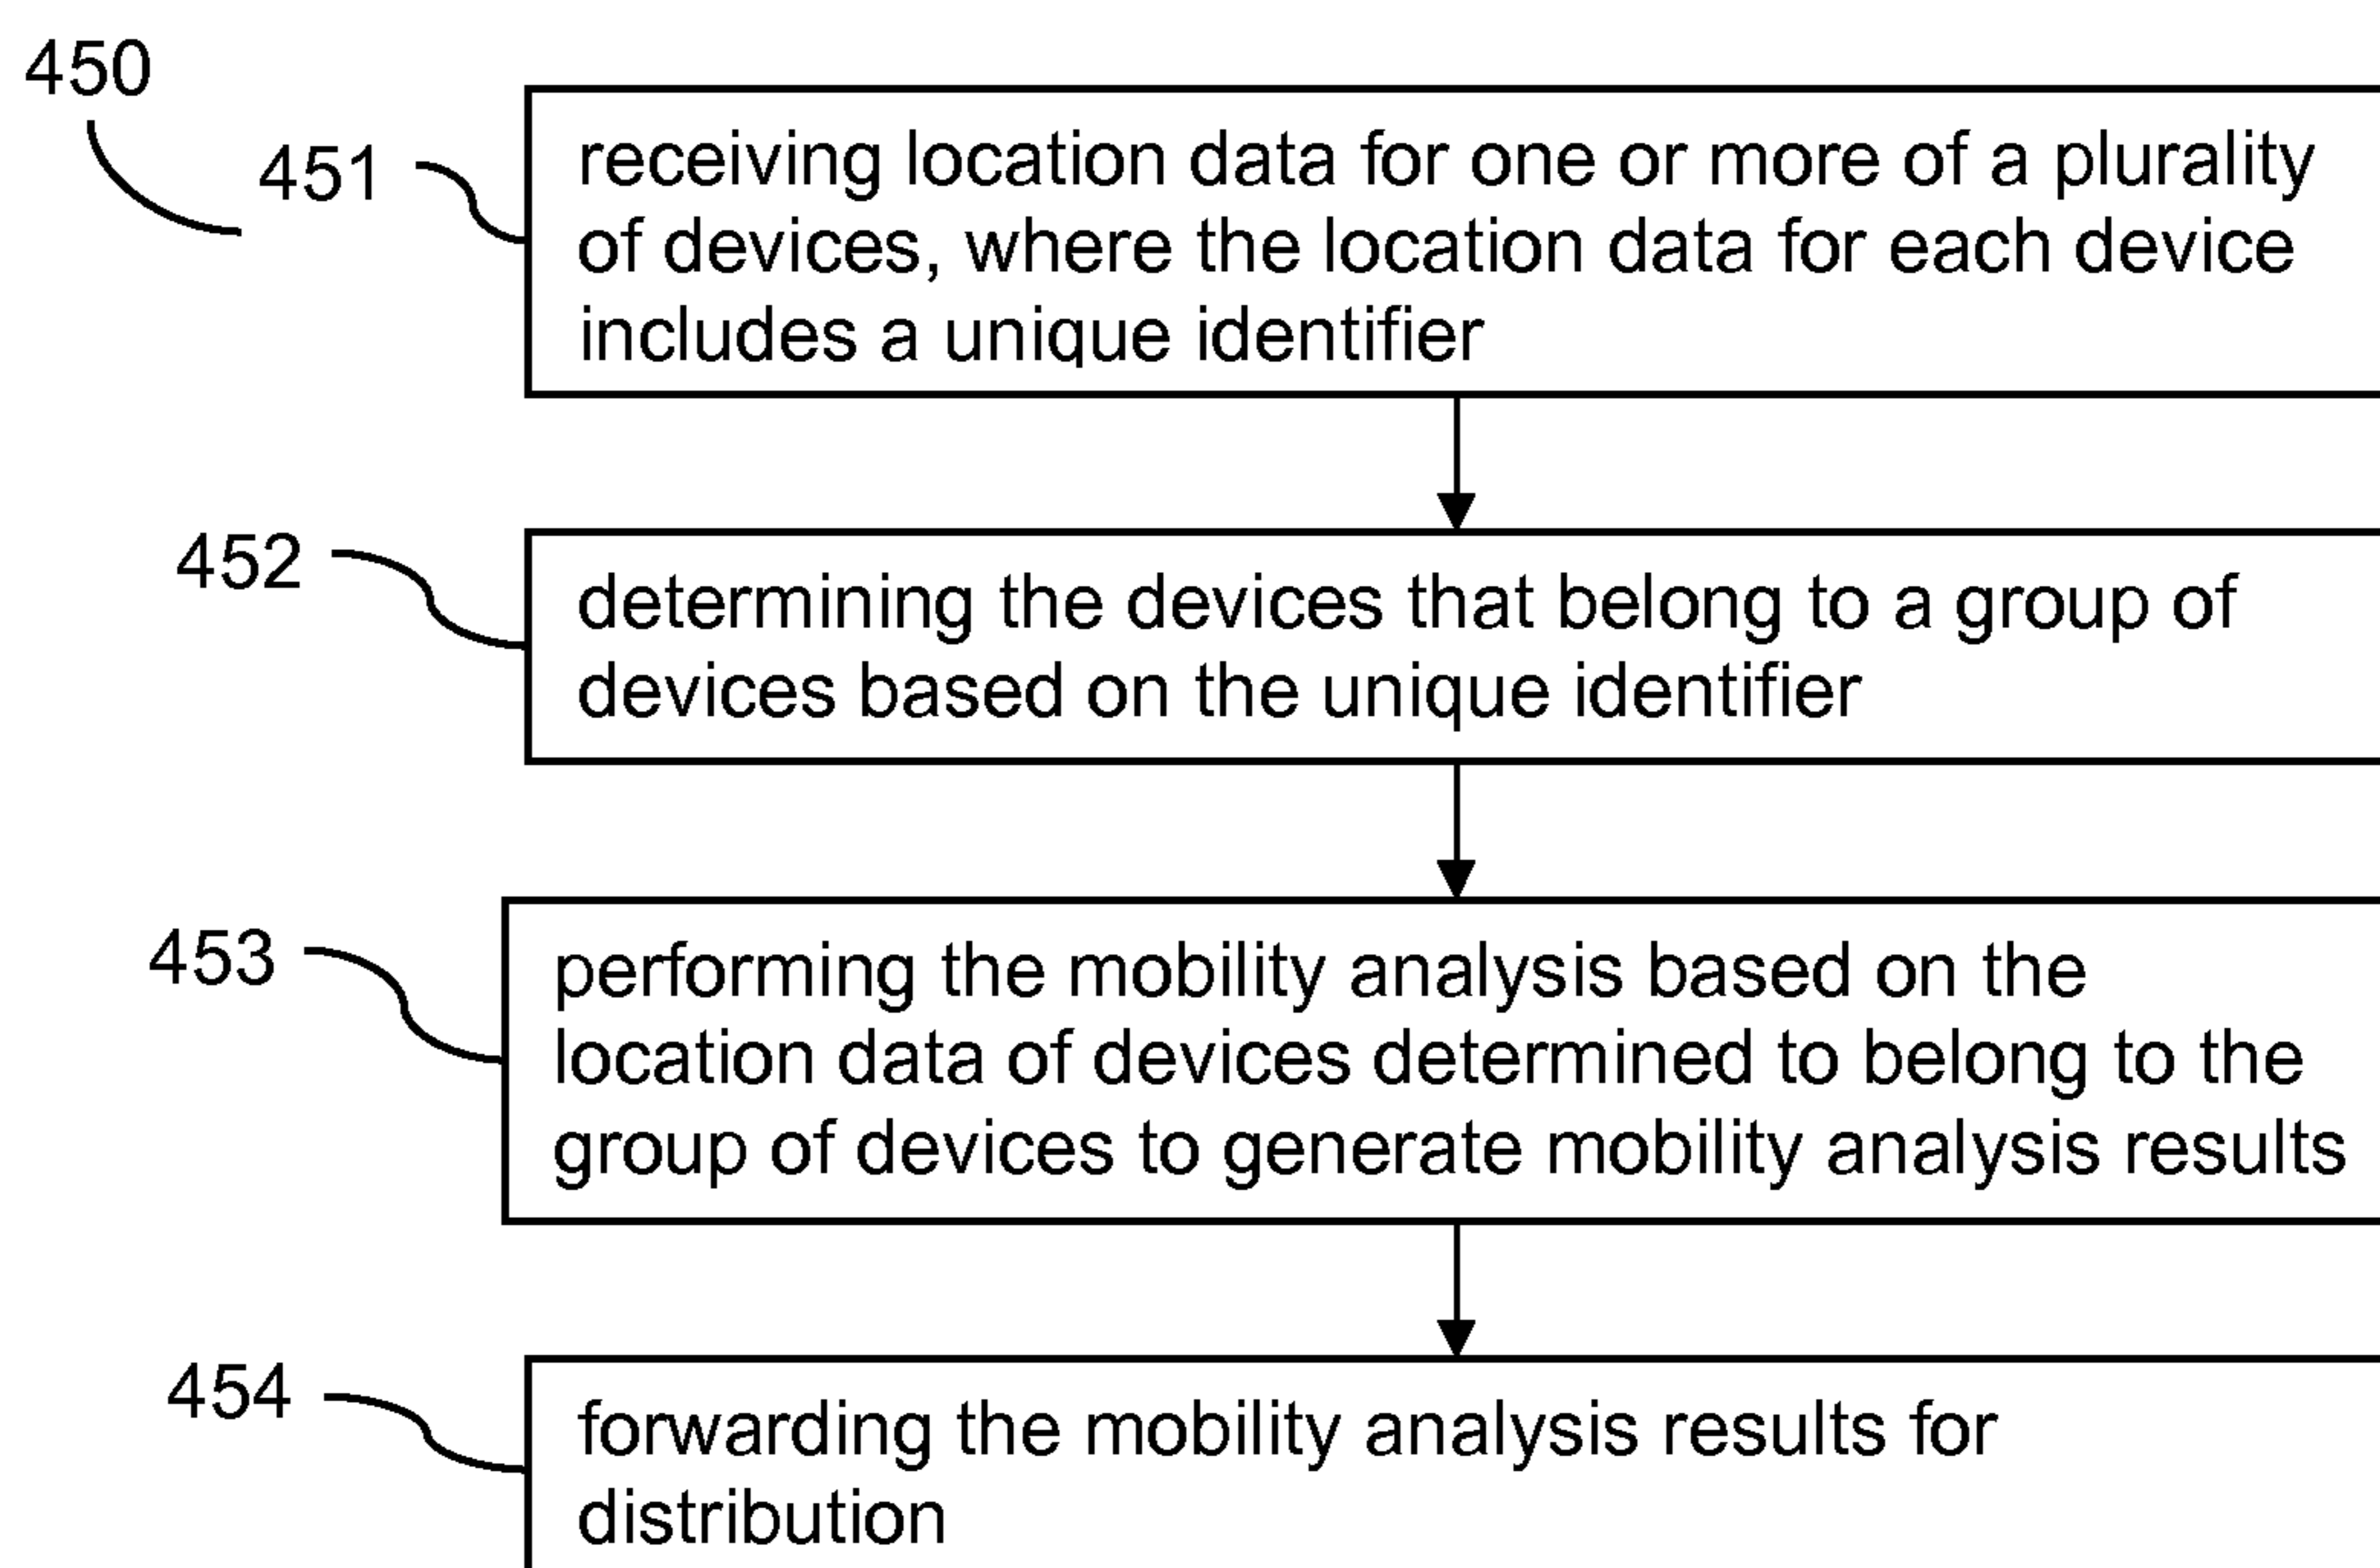 450
451
receiving location data for one or more of a plurality
of devices, where the location data for each device
includes a unique identifier
452
determining the devices that belong to a group of
devices based on the unique identifier
453
performing the mobility analysis based on the
location data of devices determined to belong to the
group of devices to generate mobility analysis results
454
forwarding the mobility analysis results for
distribution